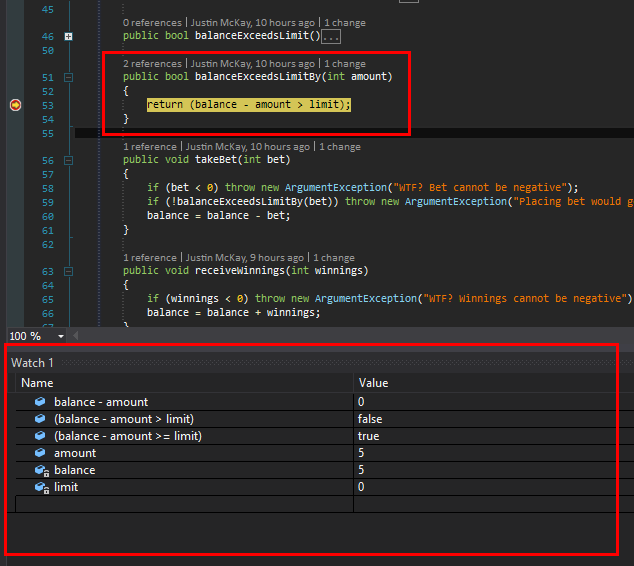 45
0 references | Justin McKay, 10 hours ago | 1 change
46 public bool balanceExceedsLimit()...
50
2 references | Justin McKay, 10 hours ago | 1 change
51 public bool balanceExceedsLimitBy(int amount)
52 {
53 return (balance - amount > limit);
54 }
55
1 reference | Justin McKay, 10 hours ago | 1 change
56 public void takeBet(int bet)
57 {
58 if (bet < 0) throw new ArgumentException("WTF? Bet cannot be negative");
59 if (!balanceExceedsLimitBy(bet)) throw new ArgumentException("Placing bet would g
60 balance = balance - bet;
61 }
62
1 reference | Justin McKay, 9 hours ago | 1 change
63 public void receiveWinnings(int winnings)
64 {
65 if (winnings < 0) throw new ArgumentException("WTF? Winnings cannot be negative")
66 balance = balance + winnings;
67 }
100 %
Watch 1
Name Value
balance - amount 0
(balance - amount > limit) false
(balance - amount >= limit) true
amount 5
balance 5
limit 0